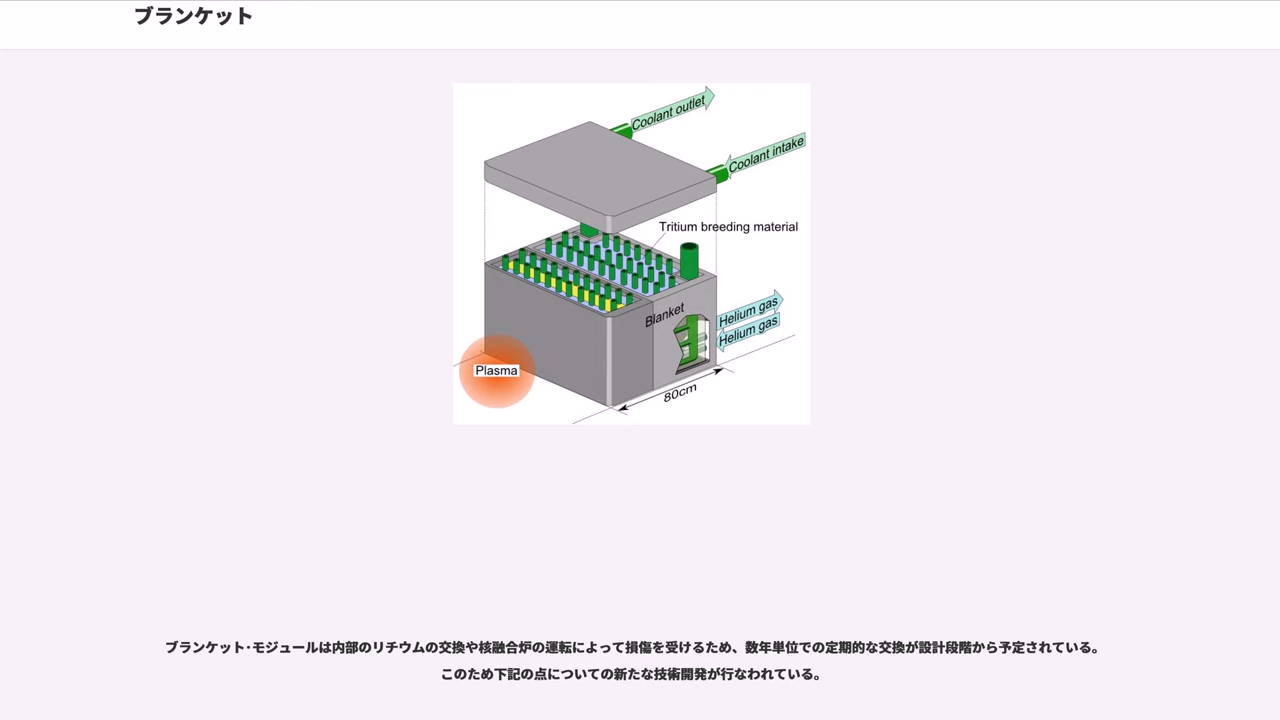 ブランケット
Coolant outlet
Coolant intake
Tritium breeding material
Blanket
Helium gas
Helium gas
Plasma
80cm
ブランケット·モジュールは内部のリチウムの交換や核融合炉の運転によって損傷を受けるため、数年単位での定期的な交換が設計段階から予定されている。
このため下記の点についての新たな技術開発が行なわれている。